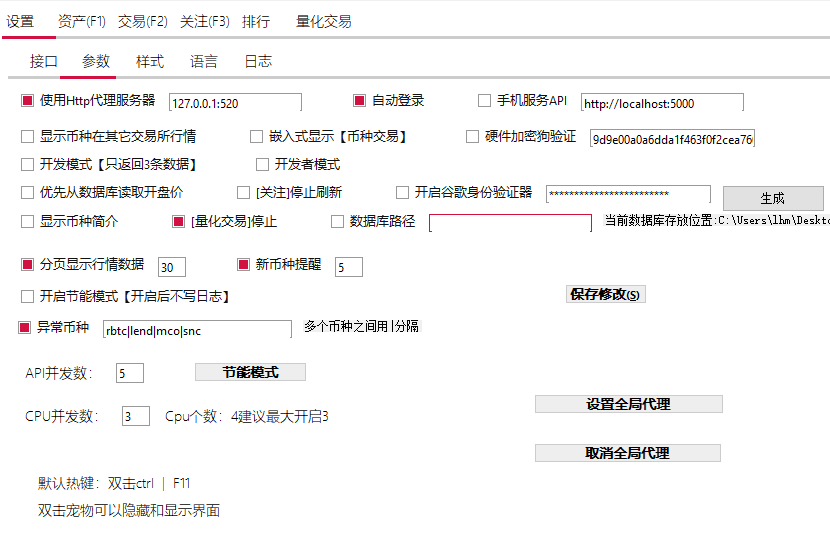 设置 资产(F1) 交易(F2) 关注(F3) 排行 量化交易
接口 参数 样式 语言 日志
使用Http代理服务器 127.0.0.1:520 自动登录 手机服务API http://localhost:5000
显示币种在其它交易所行情 嵌入式显示【币种交易】 硬件加密狗验证 9d9e00a0a6dda1f463f0f2cea76
开发模式【只返回3条数据】 开发者模式
优先从数据库读取开盘价 [关注]停止刷新 开启谷歌身份验证器 ************************ 生成
显示币种简介 [量化交易]停止 数据库路径 当前数据库存放位置:C:\Users\lhm\Deskto
分页显示行情数据 30 新币种提醒 5
开启节能模式【开启后不写日志】 保存修改(S)
异常币种 rbtc|lend|mco|snc 多个币种之间用|分隔
API并发数： 5 节能模式
CPU并发数： 3 Cpu个数：4建议最大开启3 设置全局代理
取消全局代理
默认热键：双击ctrl | F11
双击宠物可以隐藏和显示界面